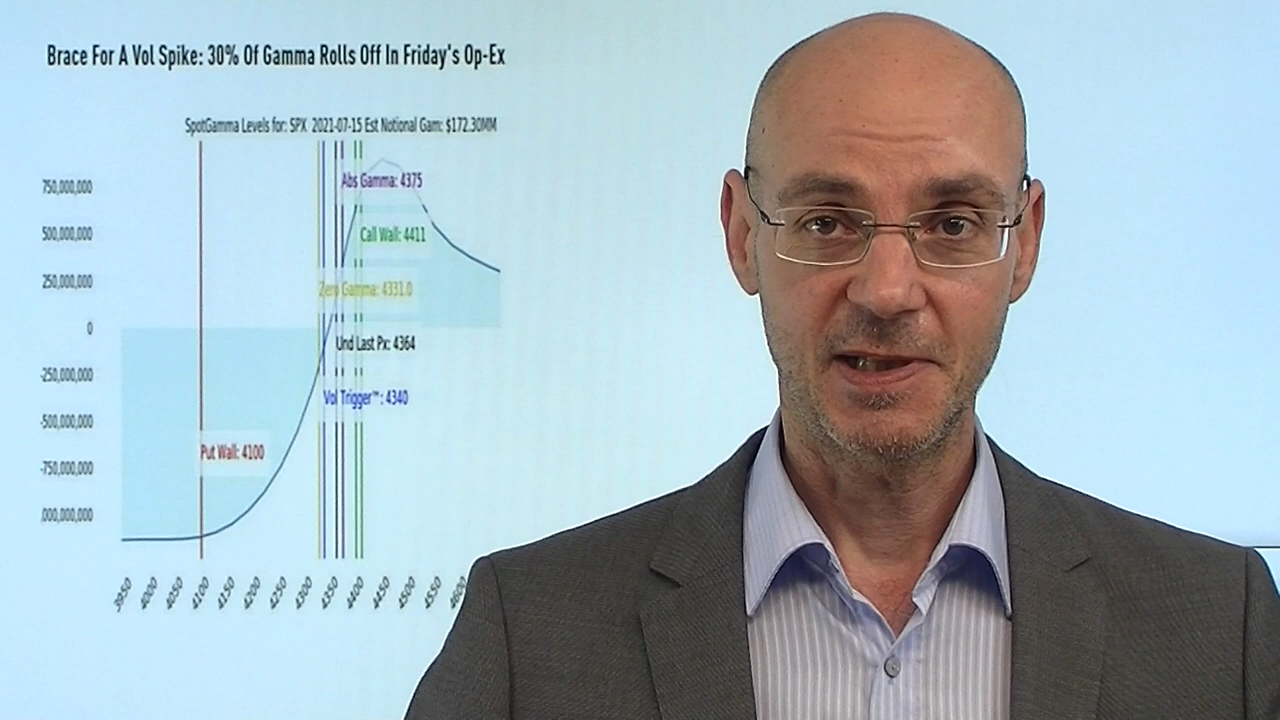 Brace For A Vol Spike: 30% Of Gamma Rolls Off In Friday's Op-Ex
SpotGamma Levels for: SPX 2021-07-15 Est Notional Gam: $172.30MM
750,000,000
Abs Gamma: 4375
500,000,000
Call Wall: 4411
250,000,000
Zero Gamma: 4331.0
0
Und Last Px: 4364
-250,000,000
Vol Trigger™: 4340
-500,000,000
Put Wall: 4100
-750,000,000
,000,000,000
3950 4000 4050 4100 4150 4200 4250 4300 4350 4400 4450 4500 4550 4600